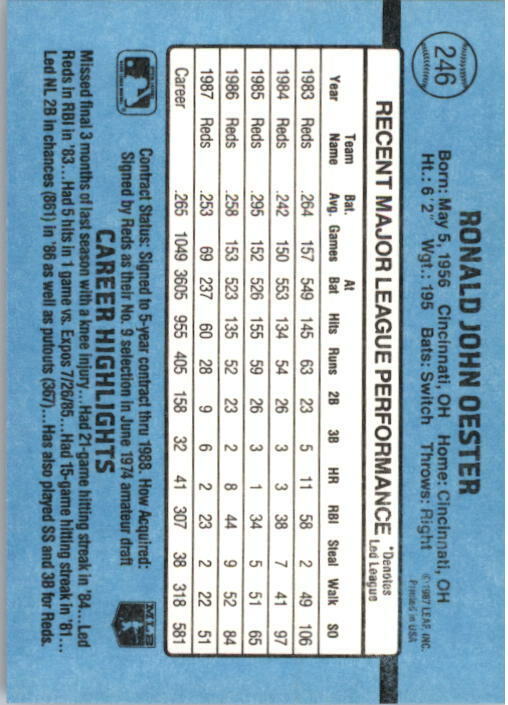 246
RONALD JOHN OESTER
Born: May 5, 1956 Cincinnati, OH Home: Cincinnati, OH
Ht.: 6'2" Wgt.: 195 Bats: Switch Throws: Right
© 1987 LEAF, INC.
Printed in USA
RECENT MAJOR LEAGUE PERFORMANCE *Denotes Led League
Year Team Name Bat. Avg. Games At Bat Hits Runs 2B 3B HR RBI Steal Walk SO
1983 Reds .264 157 549 145 63 23 5 11 58 2 49 106
1984 Reds .242 150 553 134 54 26 3 3 38 7 41 97
1985 Reds .295 152 526 155 59 26 3 1 34 5 51 65
1986 Reds .258 153 523 135 52 23 2 8 44 9 52 84
1987 Reds .253 69 237 60 28 9 6 2 23 2 22 51
Career .265 1049 3605 955 405 158 32 41 307 38 318 581
Contract Status: Signed to 5-year contract thru 1988. How Acquired:
Signed by Reds as their No. 9 selection in June 1974 amateur draft
MLB
CAREER HIGHLIGHTS
Missed final 3 months of last season with a knee injury...Had 21-game hitting streak in '84...Led
Reds in RBI in '83...Had 5 hits in 1 game vs. Expos 7/26/85...Had 15-game hitting streak in '81...
Led NL 2B in chances (861) in '86 as well as putouts (367)...Has also played SS and 3B for Reds.